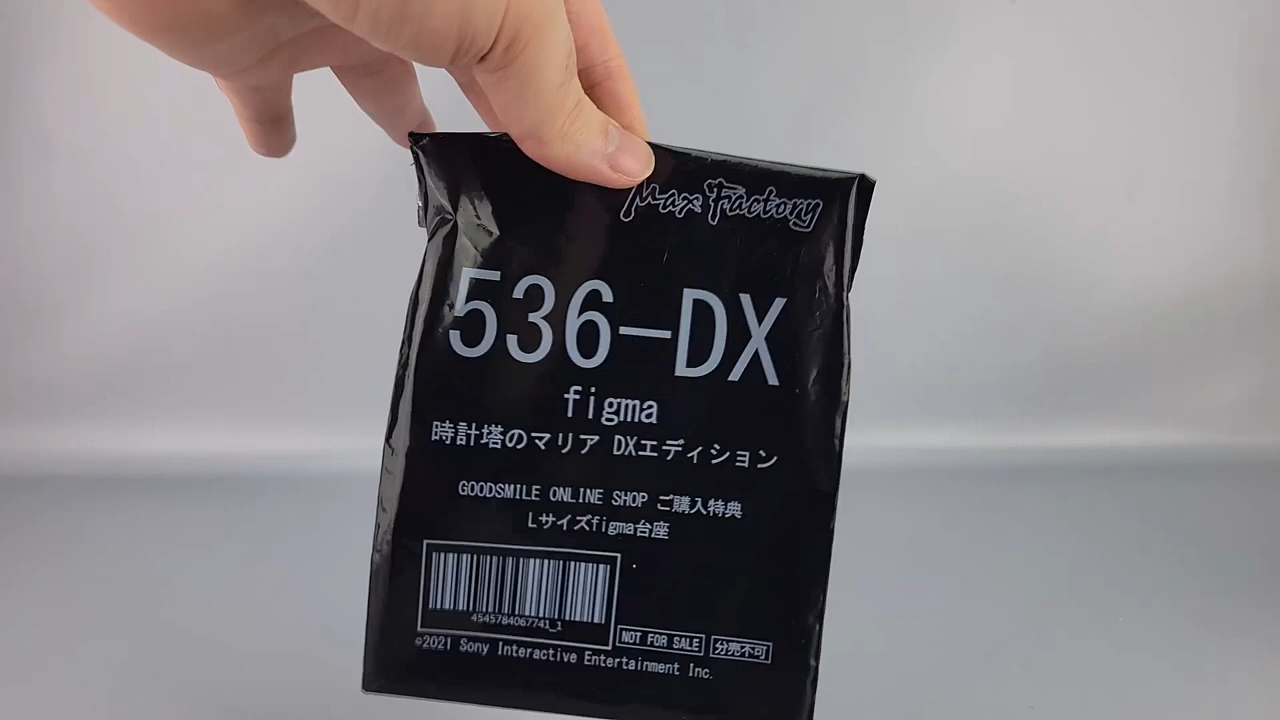 Max Factory
536-DX
figma
時計塔のマリア DXエディション
GOODSMILE ONLINE SHOP ご購入特典
Lサイズfigma台座
4545784067741_1
NOT FOR SALE 分売不可
©2021 Sony Interactive Entertainment Inc.